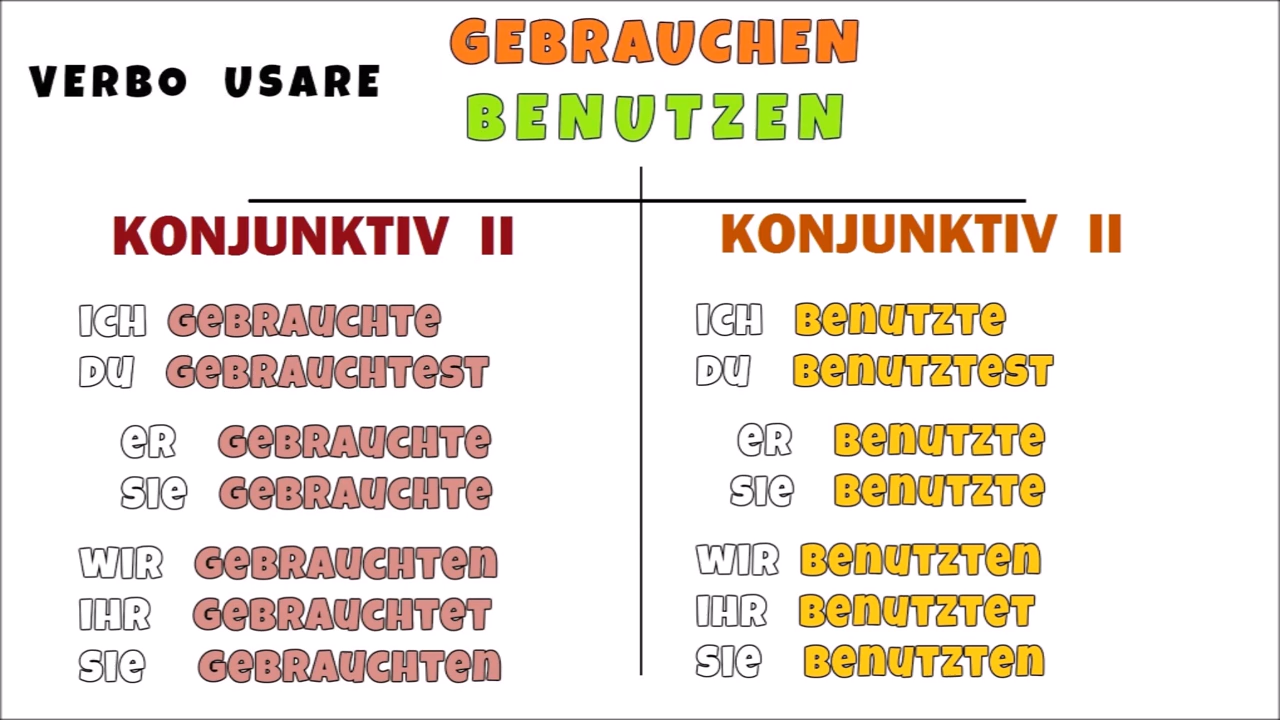 VERBO USARE
GEBRAUCHEN
BENUTZEN
KONJUNKTIV II
ICH GEBRAUCHTE
DU GEBRAUCHTEST
ER GEBRAUCHTE
SIE GEBRAUCHTE
WIR GEBRAUCHTEN
IHR GEBRAUCHTET
SIE GEBRAUCHTEN
KONJUNKTIV II
ICH BENUTZTE
DU BENUTZTEST
ER BENUTZTE
SIE BENUTZTE
WIR BENUTZTEN
IHR BENUTZTET
SIE BENUTZTEN